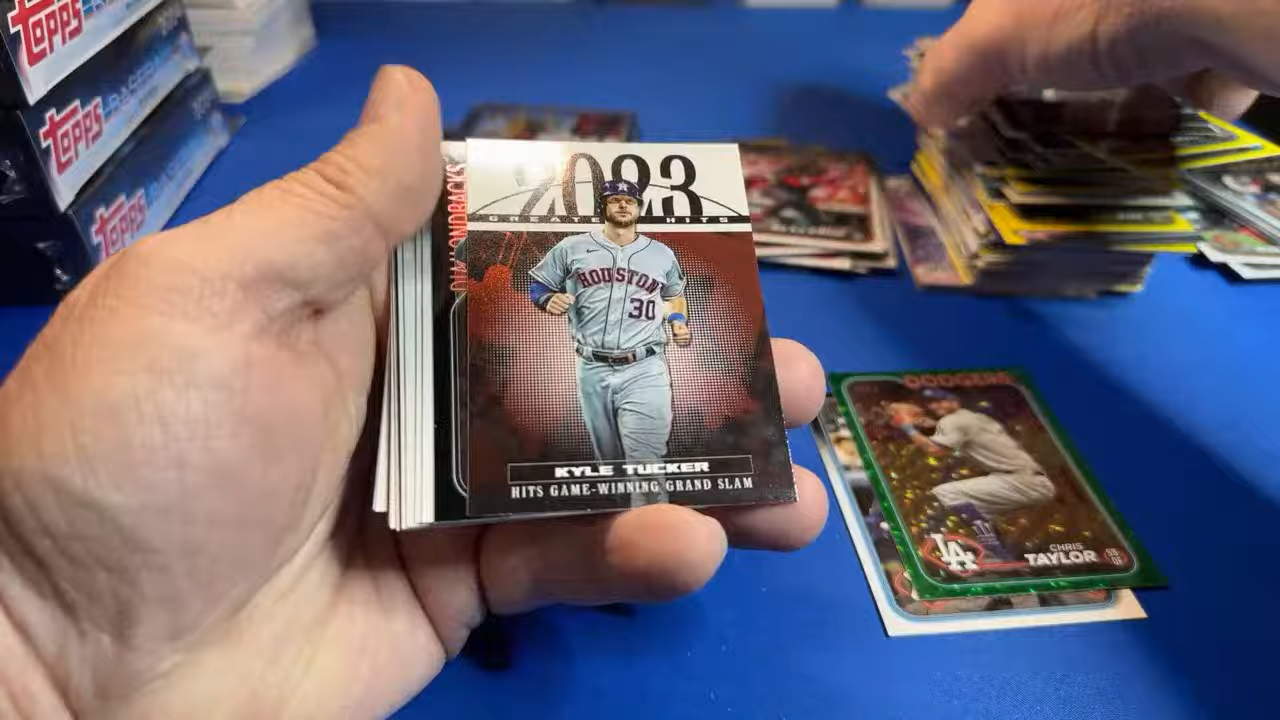 TOPPS
TOPPS
TOPPS
DIAMONDBACKS
2023
GREATEST HITS
HOUSTON
30
KYLE TUCKER
HITS GAME-WINNING GRAND SLAM
DODGERS
LA
CHRIS
TAYLOR